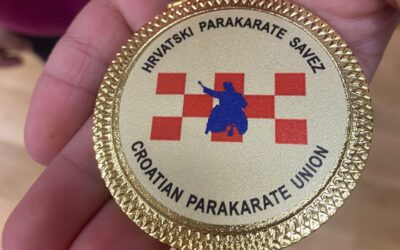 HRVATSKI PARAKARATE SAVEZ
CROATIAN PARAKARATE UNION